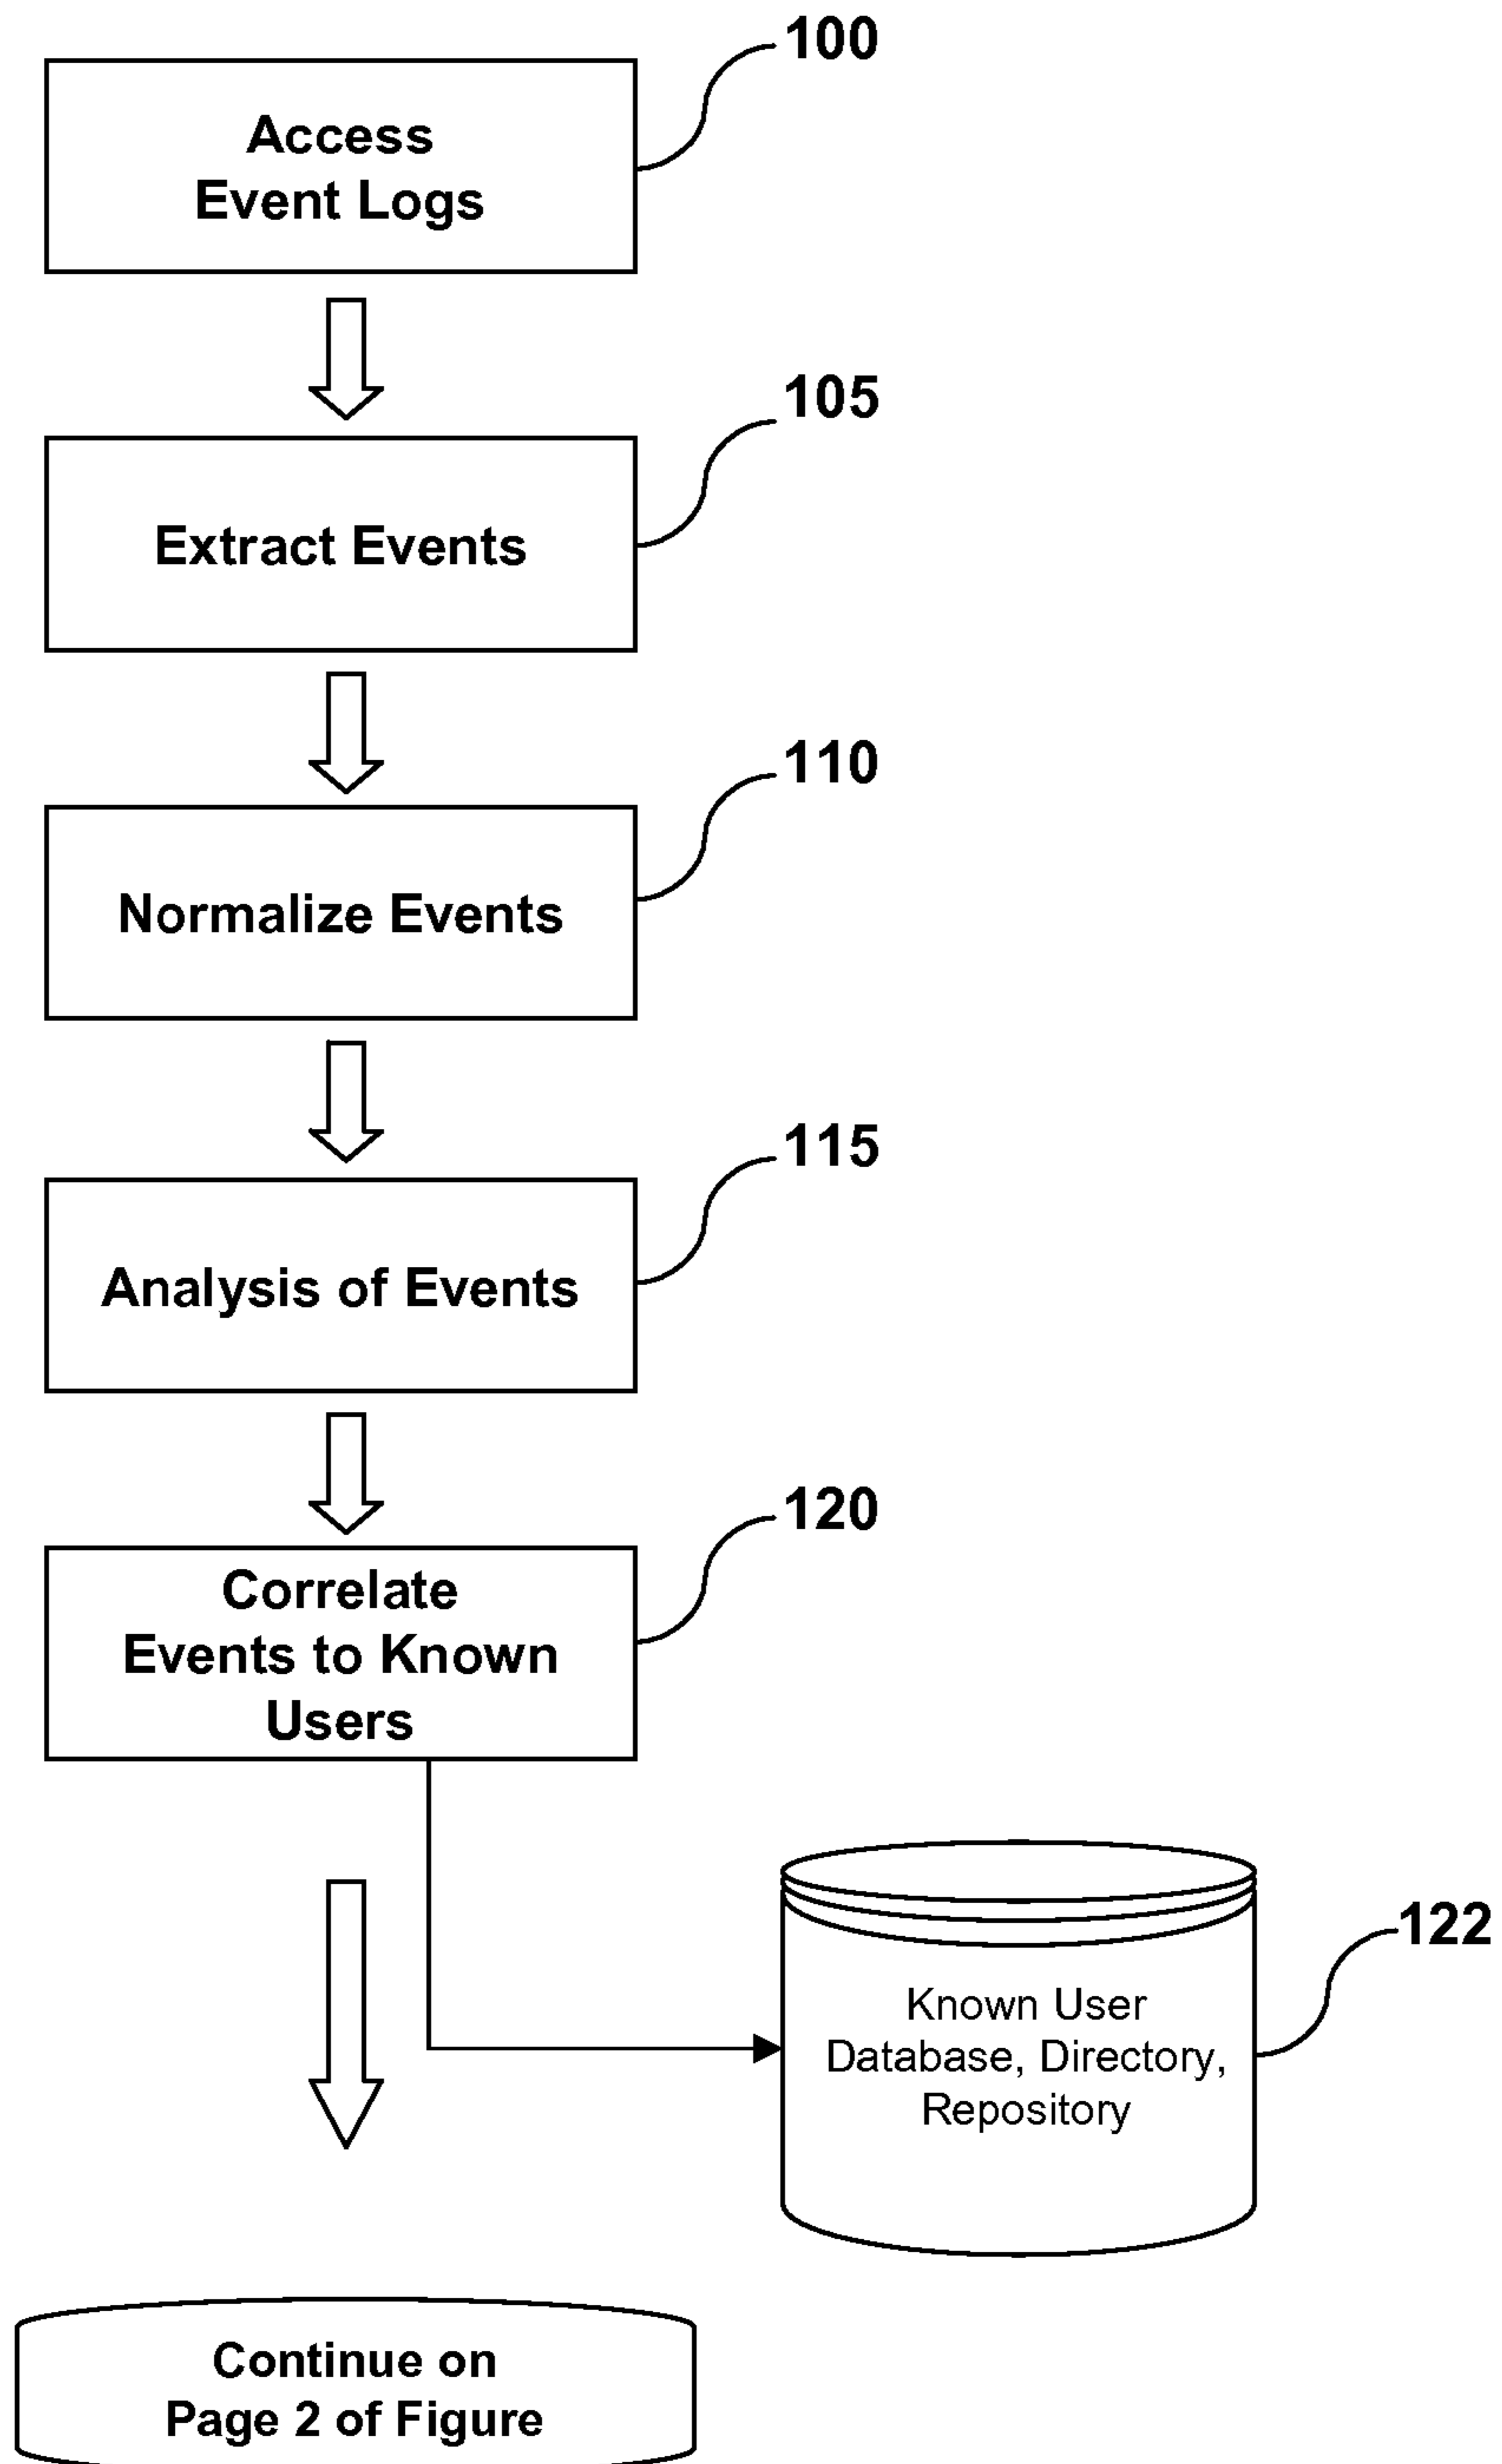 100
Access
Event Logs
105
Extract Events
110
Normalize Events
115
Analysis of Events
120
Correlate
Events to Known
Users
122
Known User
Database, Directory,
Repository
Continue on
Page 2 of Figure